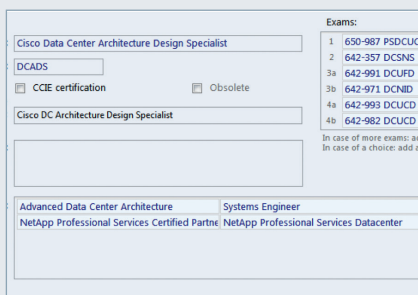 Exams:
Cisco Data Center Architecture Design Specialist
DCADS
CCIE certification Obsolete
Cisco DC Architecture Design Specialist
1 650-987 PSDCUC
2 642-357 DCSNS
3a 642-991 DCUFD
3b 642-971 DCNID
4a 642-993 DCUCD
4b 642-982 DCUCD
In case of more exams:
In case of a choice: add
Advanced Data Center Architecture Systems Engineer
NetApp Professional Services Certified Partne NetApp Professional Services Datacenter